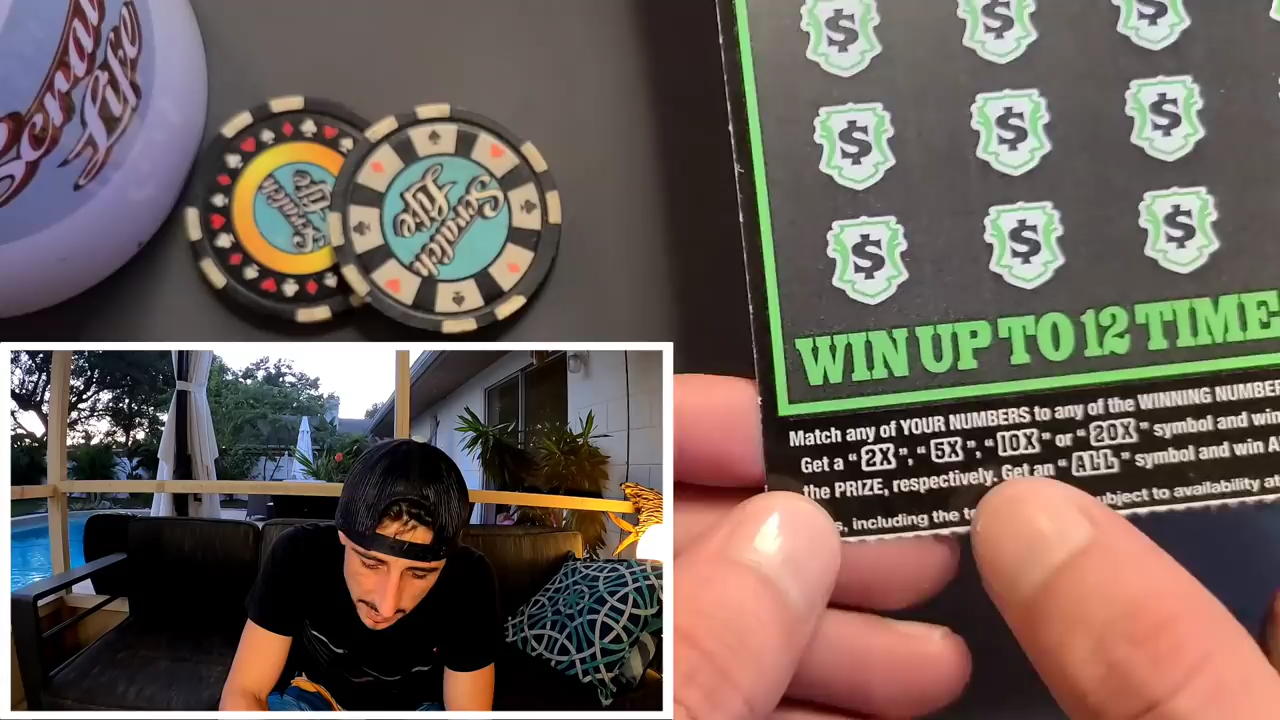 Scratch
Life
Scratch
Life
Scratch
Life
WIN UP TO 12 TIME
Match any of YOUR NUMBERS to any of the WINNING NUMBER
Get a "2X", "5X", "10X" or "20X" symbol and win
the PRIZE, respectively. Get an "ALL" symbol and win A
including the
ubject to availability